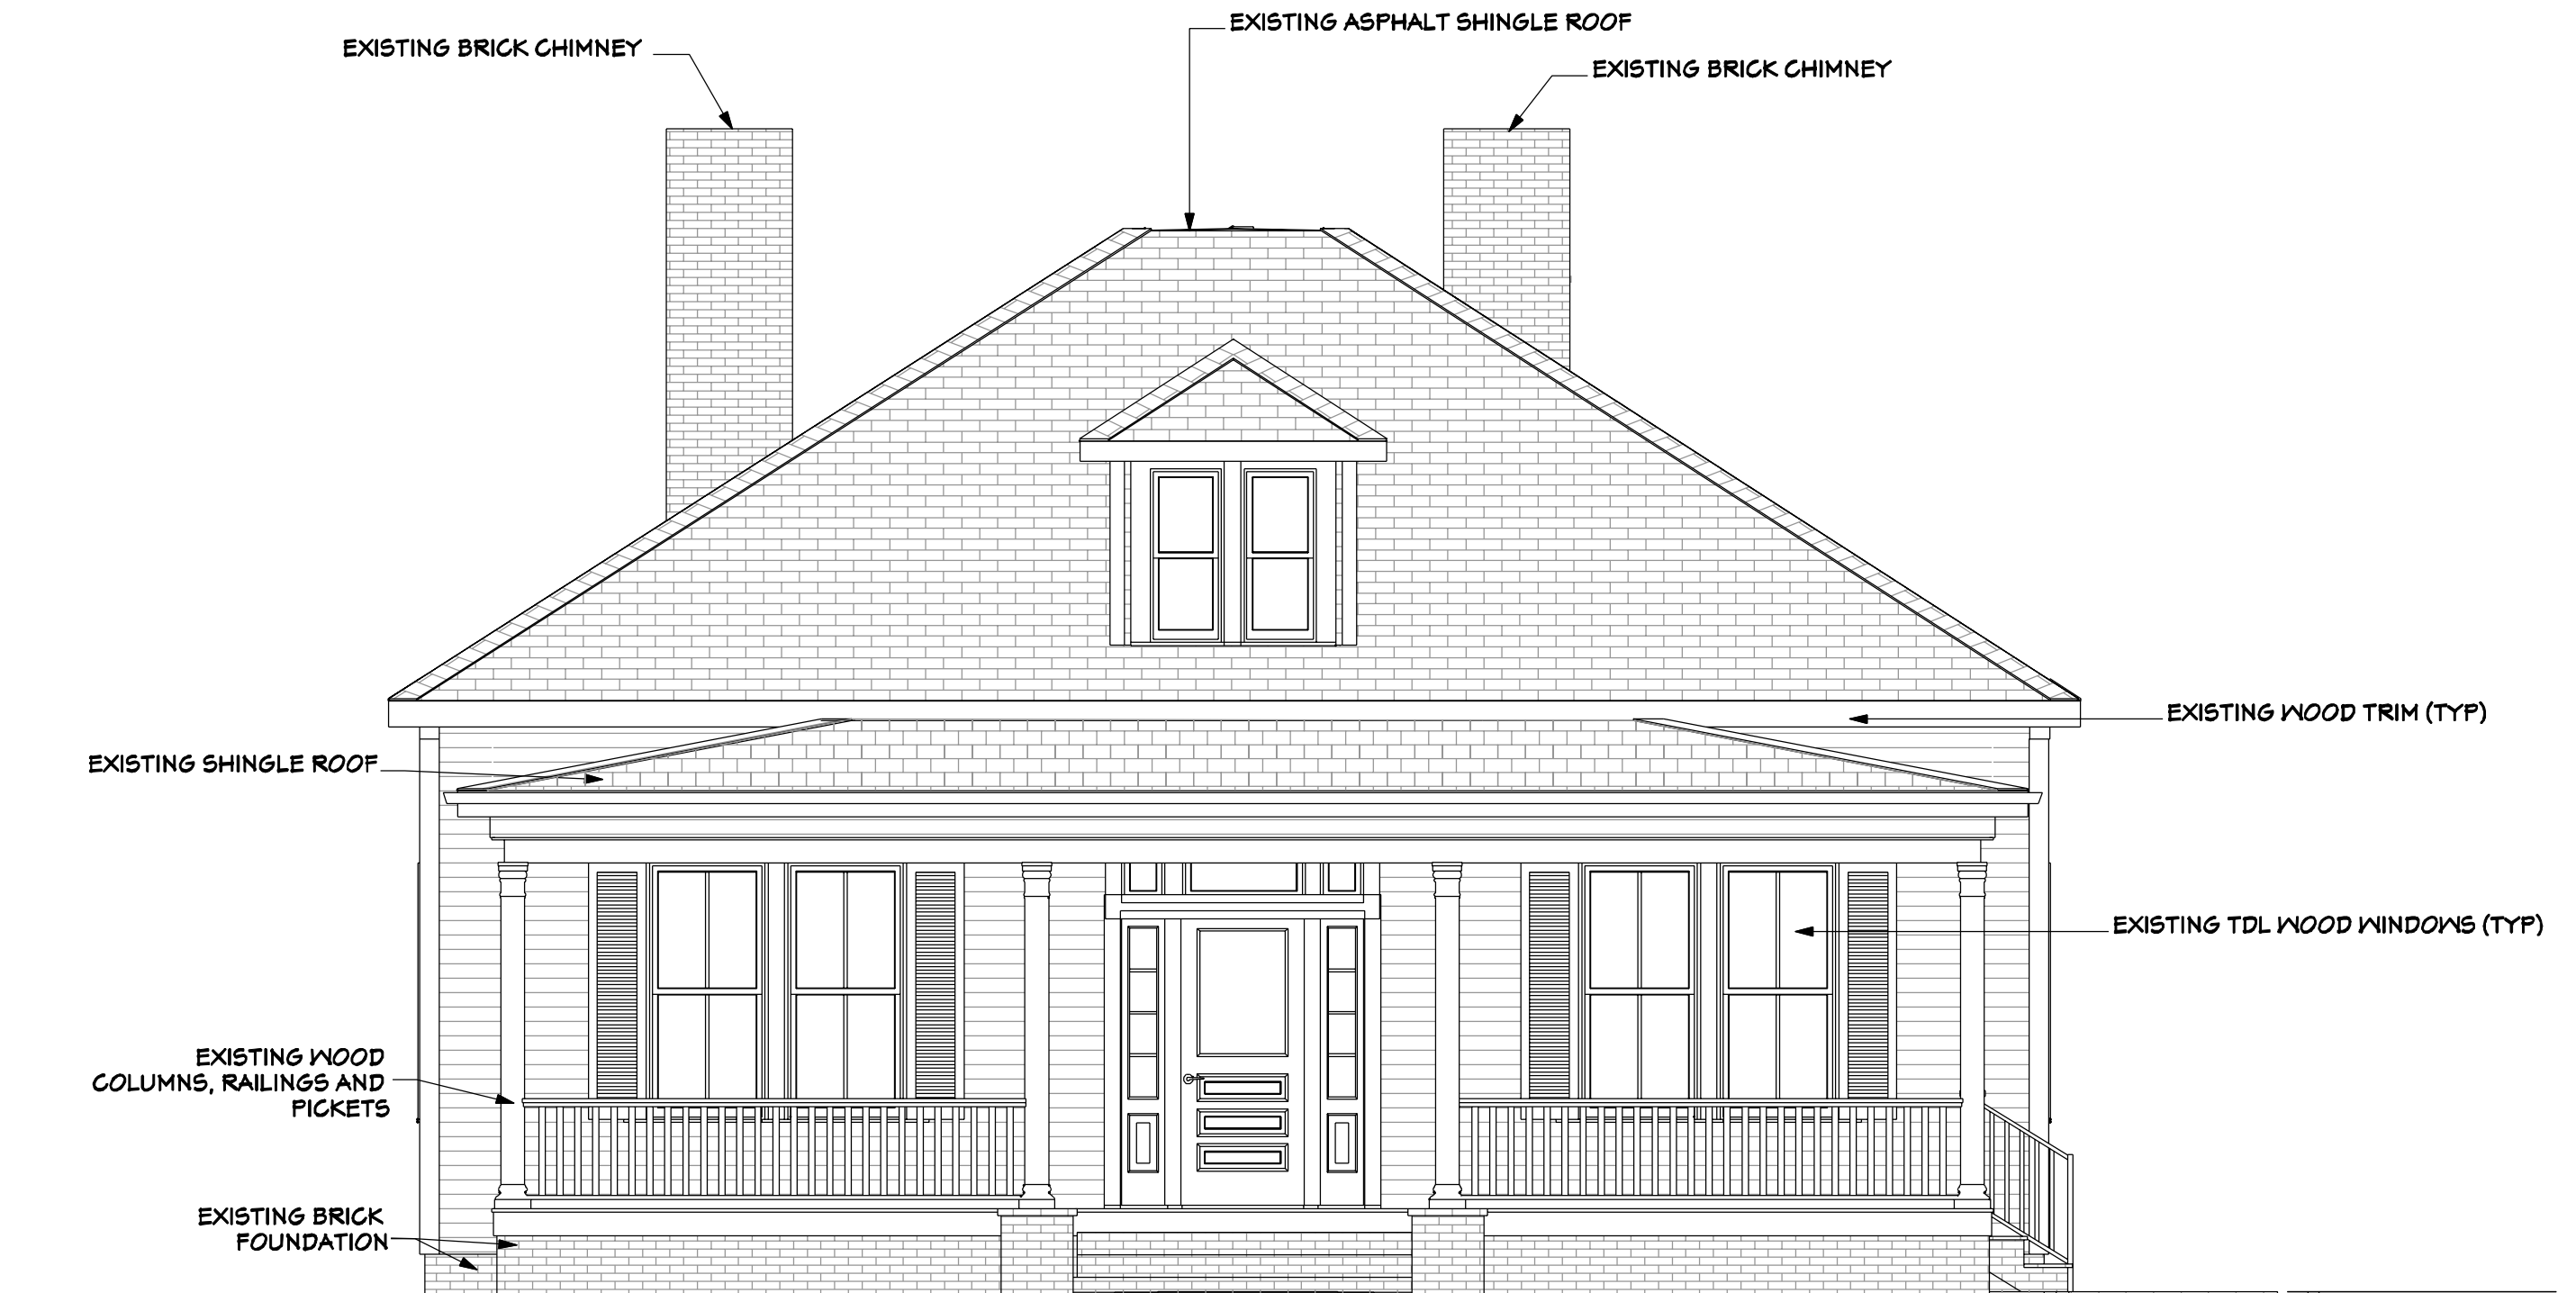 EXISTING ASPHALT SHINGLE ROOF
EXISTING BRICK CHIMNEY
EXISTING BRICK CHIMNEY
EXISTING WOOD TRIM (TYP)
EXISTING SHINGLE ROOF
EXISTING TDL WOOD WINDOWS (TYP)
EXISTING WOOD
COLUMNS, RAILINGS AND
PICKETS
EXISTING BRICK
FOUNDATION